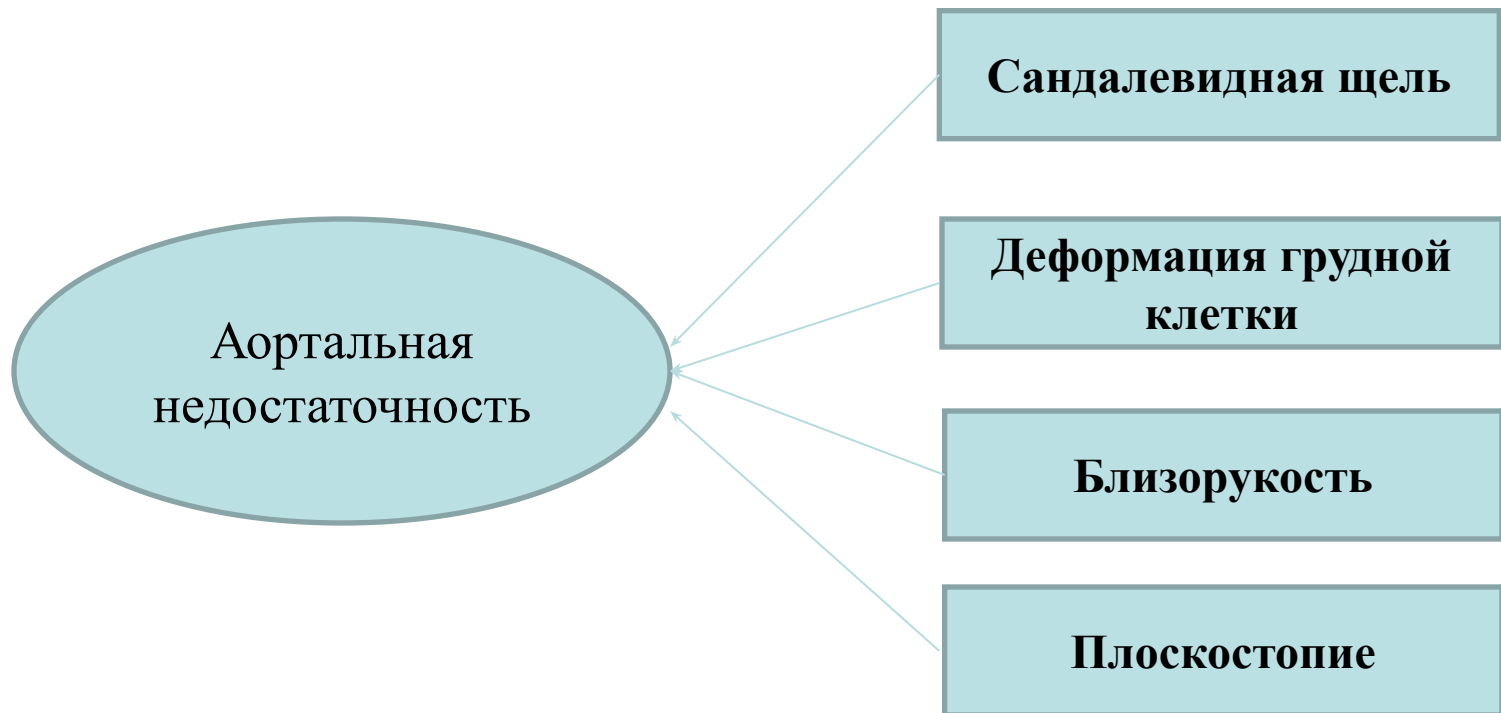 Сандалевидная щель
Деформация грудной
клетки
Аортальная
недостаточность
Близорукость
Плоскостопие